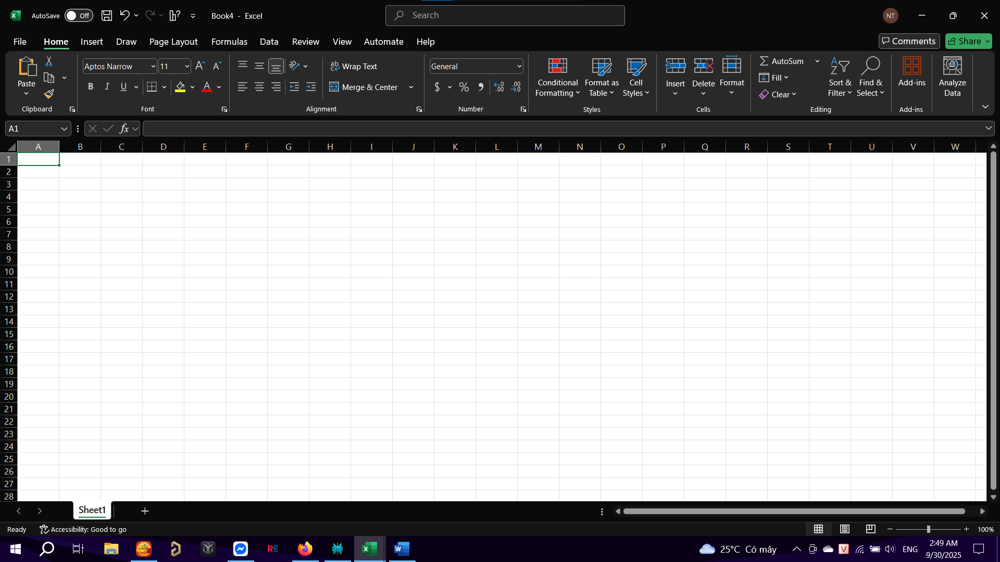 AutoSave Off Book4 - Excel Search NT
File Home Insert Draw Page Layout Formulas Data Review View Automate Help Comments Share
Aptos Narrow 11 Wrap Text General AutoSum
Paste B I U Merge & Center $ % Conditional Formatting Format as Table Cell Styles Insert Delete Format Fill Sort & Filter Find & Select Add-ins Analyze Data
Clear
Clipboard Font Alignment Number Styles Cells Editing Add-ins
A1 fx
A B C D E F G H I J K L M N O P Q R S T U V W
1
2
3
4
5
6
7
8
9
10
11
12
13
14
15
16
17
18
19
20
21
22
23
24
25
26
27
28
Sheet1
Ready Accessibility: Good to go 100%
RE 25°C Có mây ENG 2:49 AM
9/30/2025